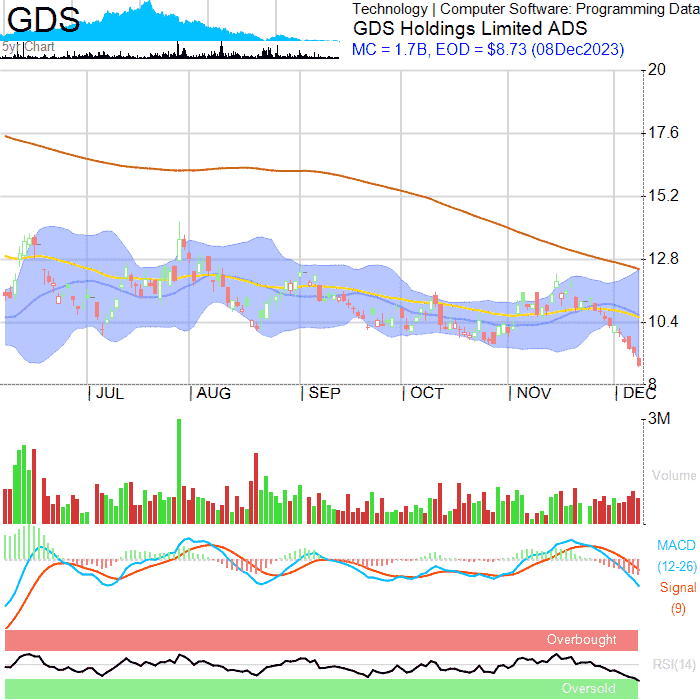 GDS
5yr Chart
Technology | Computer Software: Programming Data
GDS Holdings Limited ADS
MC = 1.7B, EOD = $8.73 (08Dec2023)
20
17.6
15.2
12.8
10.4
8
JUL
AUG
SEP
OCT
NOV
DEC
3M
Volume
MACD
(12-26)
Signal
(9)
Overbought
RSI(14)
Oversold